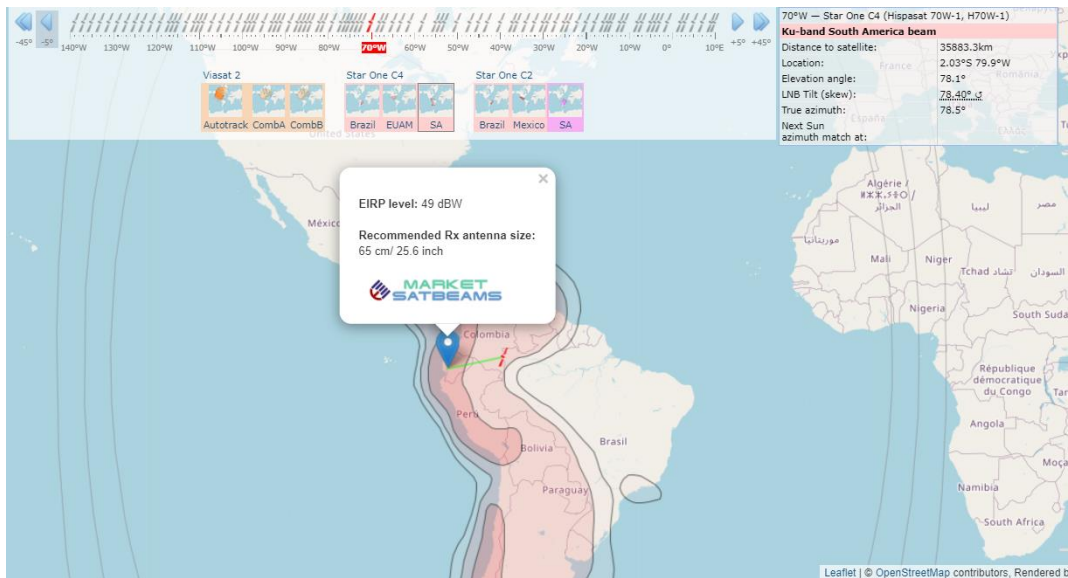 -45°
-5°
140°W
130°W
120°W
110°W
100°W
90°W
80°W
70°W
60°W
50°W
40°W
30°W
20°W
10°W
0°
10°E
+5°
+45°
Viasat 2
Autotrack CombA CombB
Star One C4
Brazil EUAM SA
Star One C2
Brazil Mexico SA
70°W — Star One C4 (Hispasat 70W-1, H70W-1)
Ku-band South America beam
Distance to satellite: 35883.3km
Location: 2.03°S 79.9°W
Elevation angle: 78.1°
LNB Tilt (skew): 78.40° ↺
True azimuth: 78.5°
Next Sun
azimuth match at:
France
România
España
United States
×
EIRP level: 49 dBW
Recommended Rx antenna size:
65 cm/ 25.6 inch
MARKET
SATBEAMS
Méxic
Colombia
Perú
Brasil
Bolivia
Paraguay
Algérie /
الجزائر
ليبيا
مصر
موريتانيا
Mali
Niger
Tchad تشاد
السودان
Nigeria
South Suda
République
démocratique
du Congo
Tan
Angola
Moça
Namibia
South Africa
Leaflet | © OpenStreetMap contributors, Rendered b